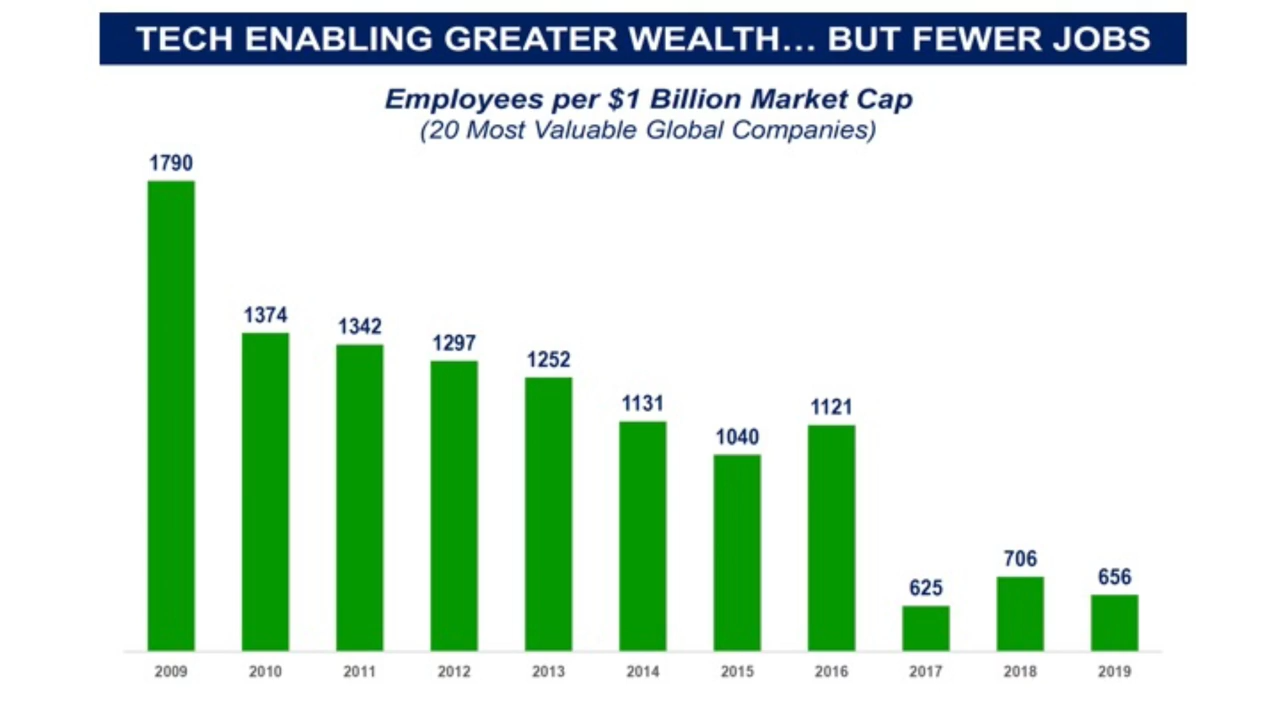 TECH ENABLING GREATER WEALTH... BUT FEWER JOBS
Employees per $1 Billion Market Cap
(20 Most Valuable Global Companies)
1790
1374
1342
1297
1252
1131
1040
1121
625
706
656
2009 2010 2011 2012 2013 2014 2015 2016 2017 2018 2019